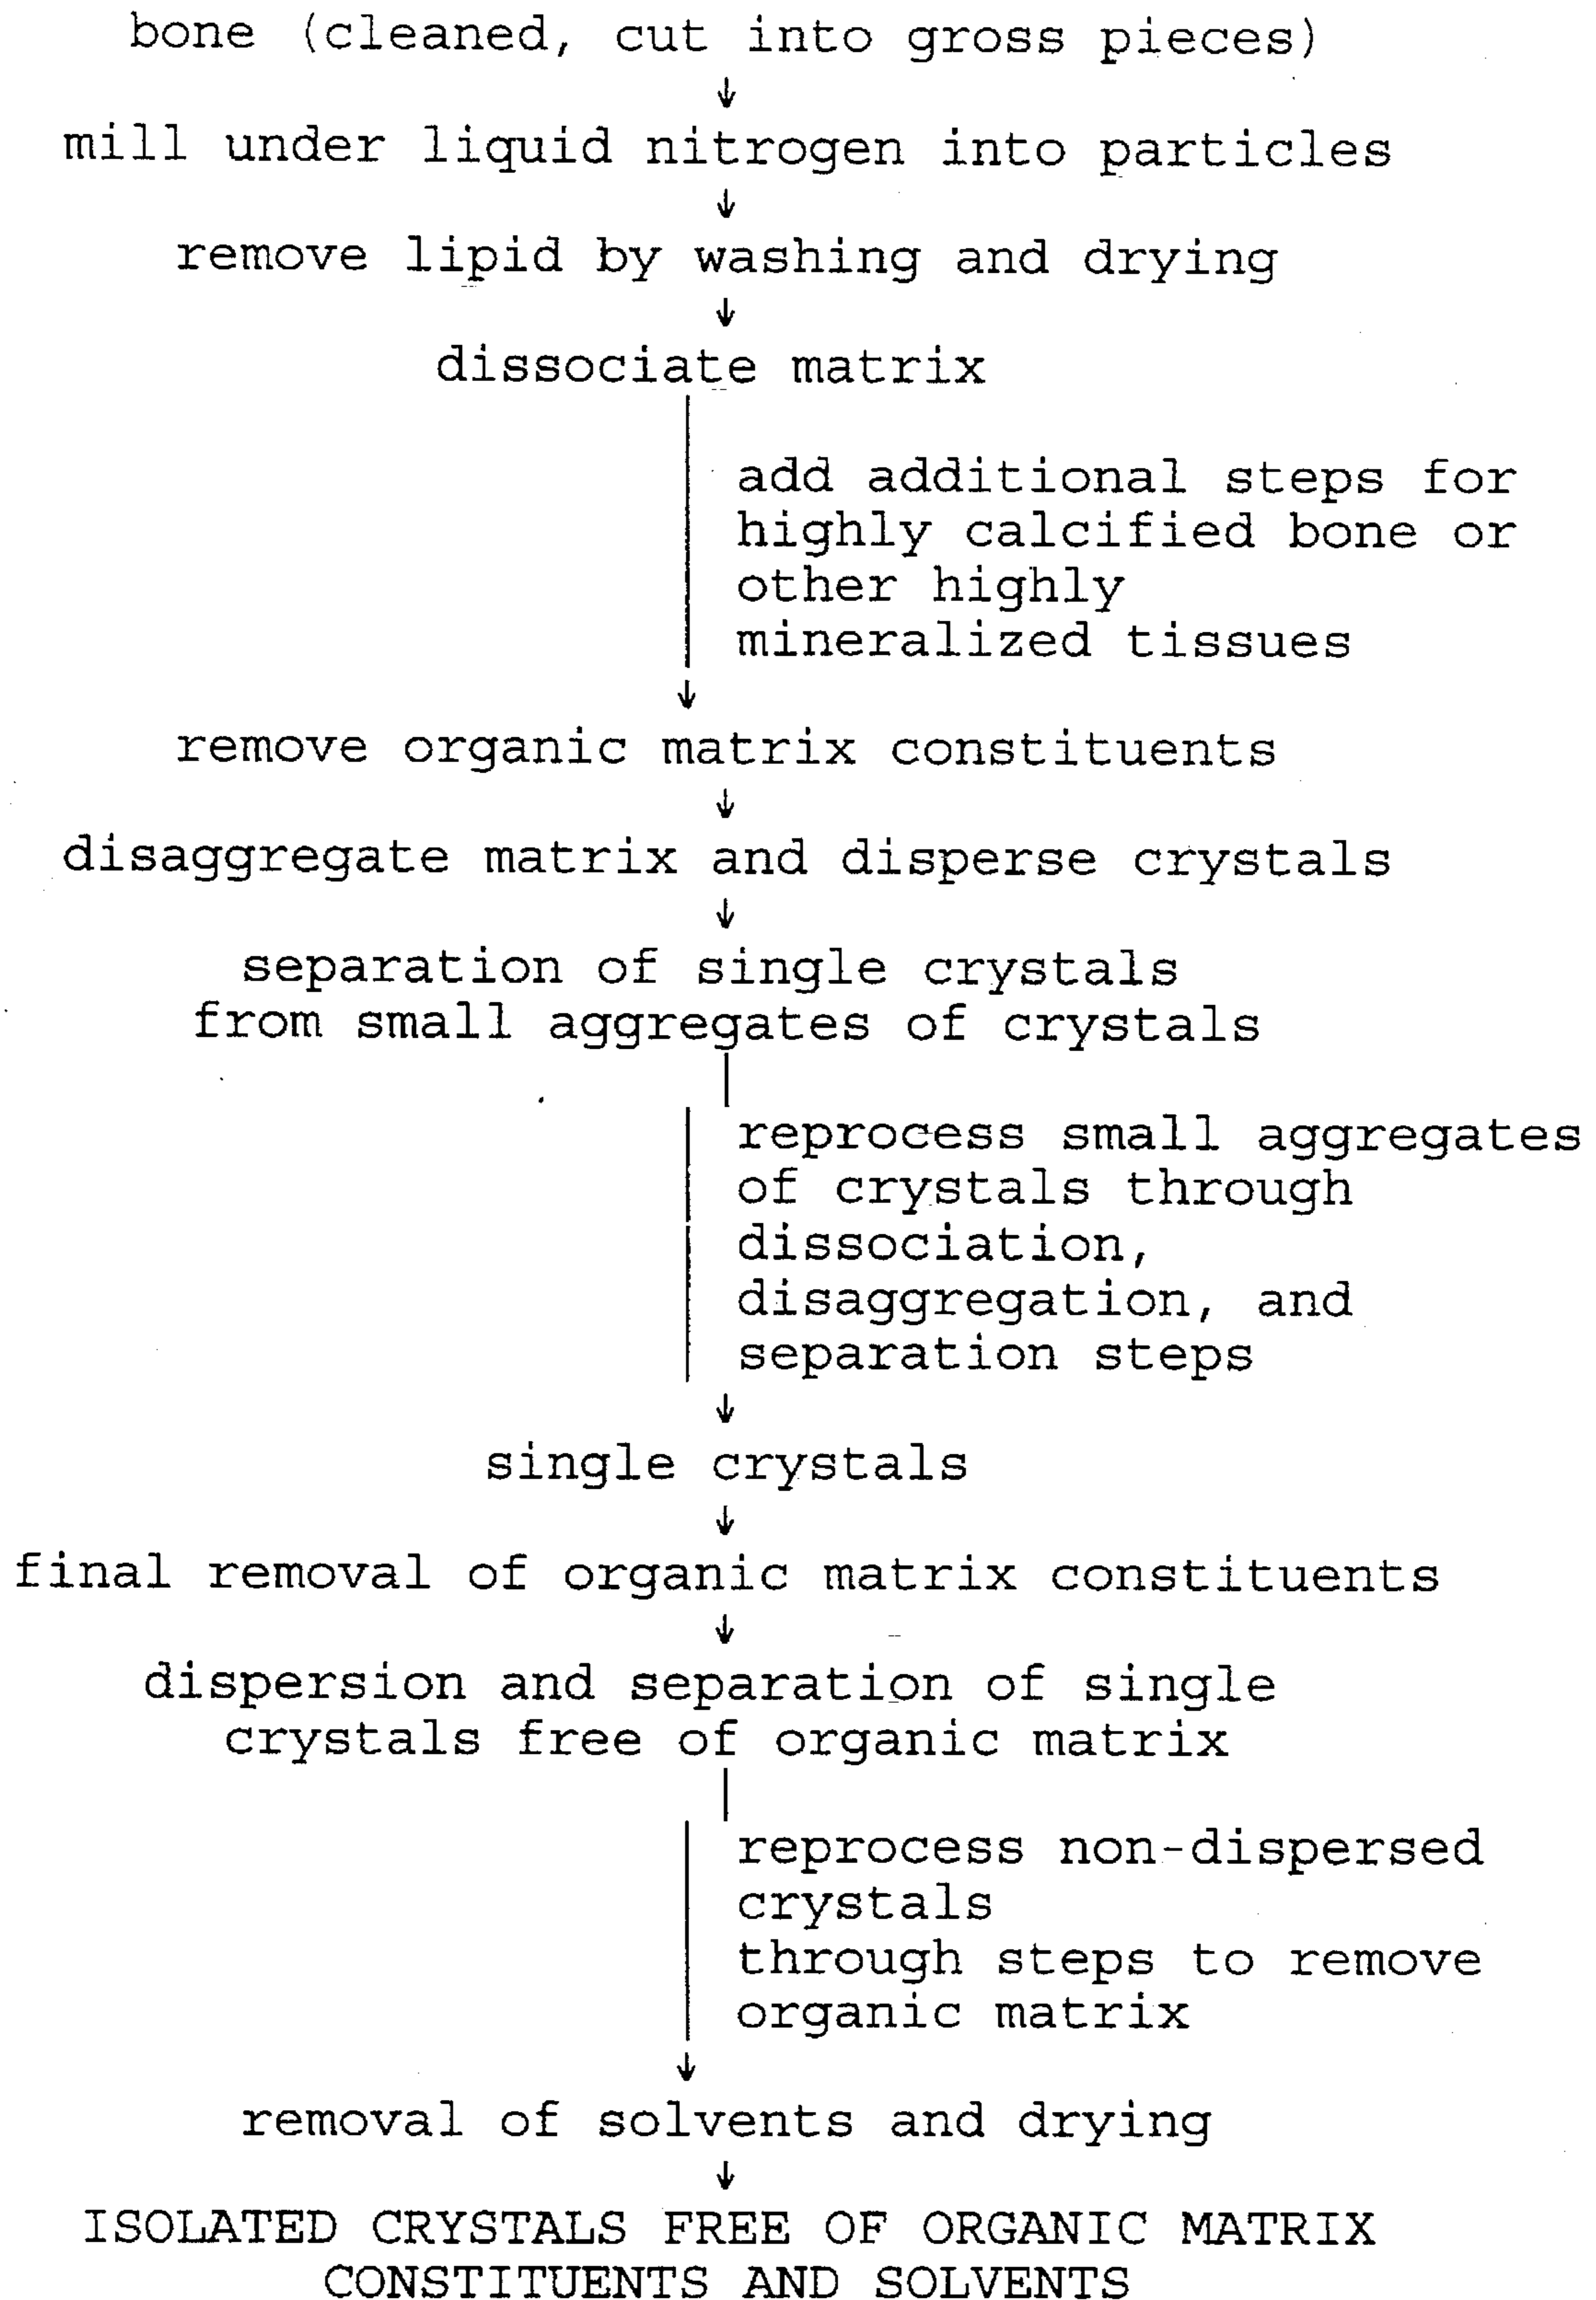 bone (cleaned, cut into gross pieces)
↓
mill under liquid nitrogen into particles
↓
remove lipid by washing and drying
↓
dissociate matrix
add additional steps for
highly calcified bone or
other highly
mineralized tissues
↓
remove organic matrix constituents
↓
disaggregate matrix and disperse crystals
↓
separation of single crystals
from small aggregates of crystals
reprocess small aggregates
of crystals through
dissociation,
disaggregation, and
separation steps
↓
single crystals
↓
final removal of organic matrix constituents
↓
dispersion and separation of single
crystals free of organic matrix
reprocess non-dispersed
crystals
through steps to remove
organic matrix
↓
removal of solvents and drying
↓
ISOLATED CRYSTALS FREE OF ORGANIC MATRIX
CONSTITUENTS AND SOLVENTS